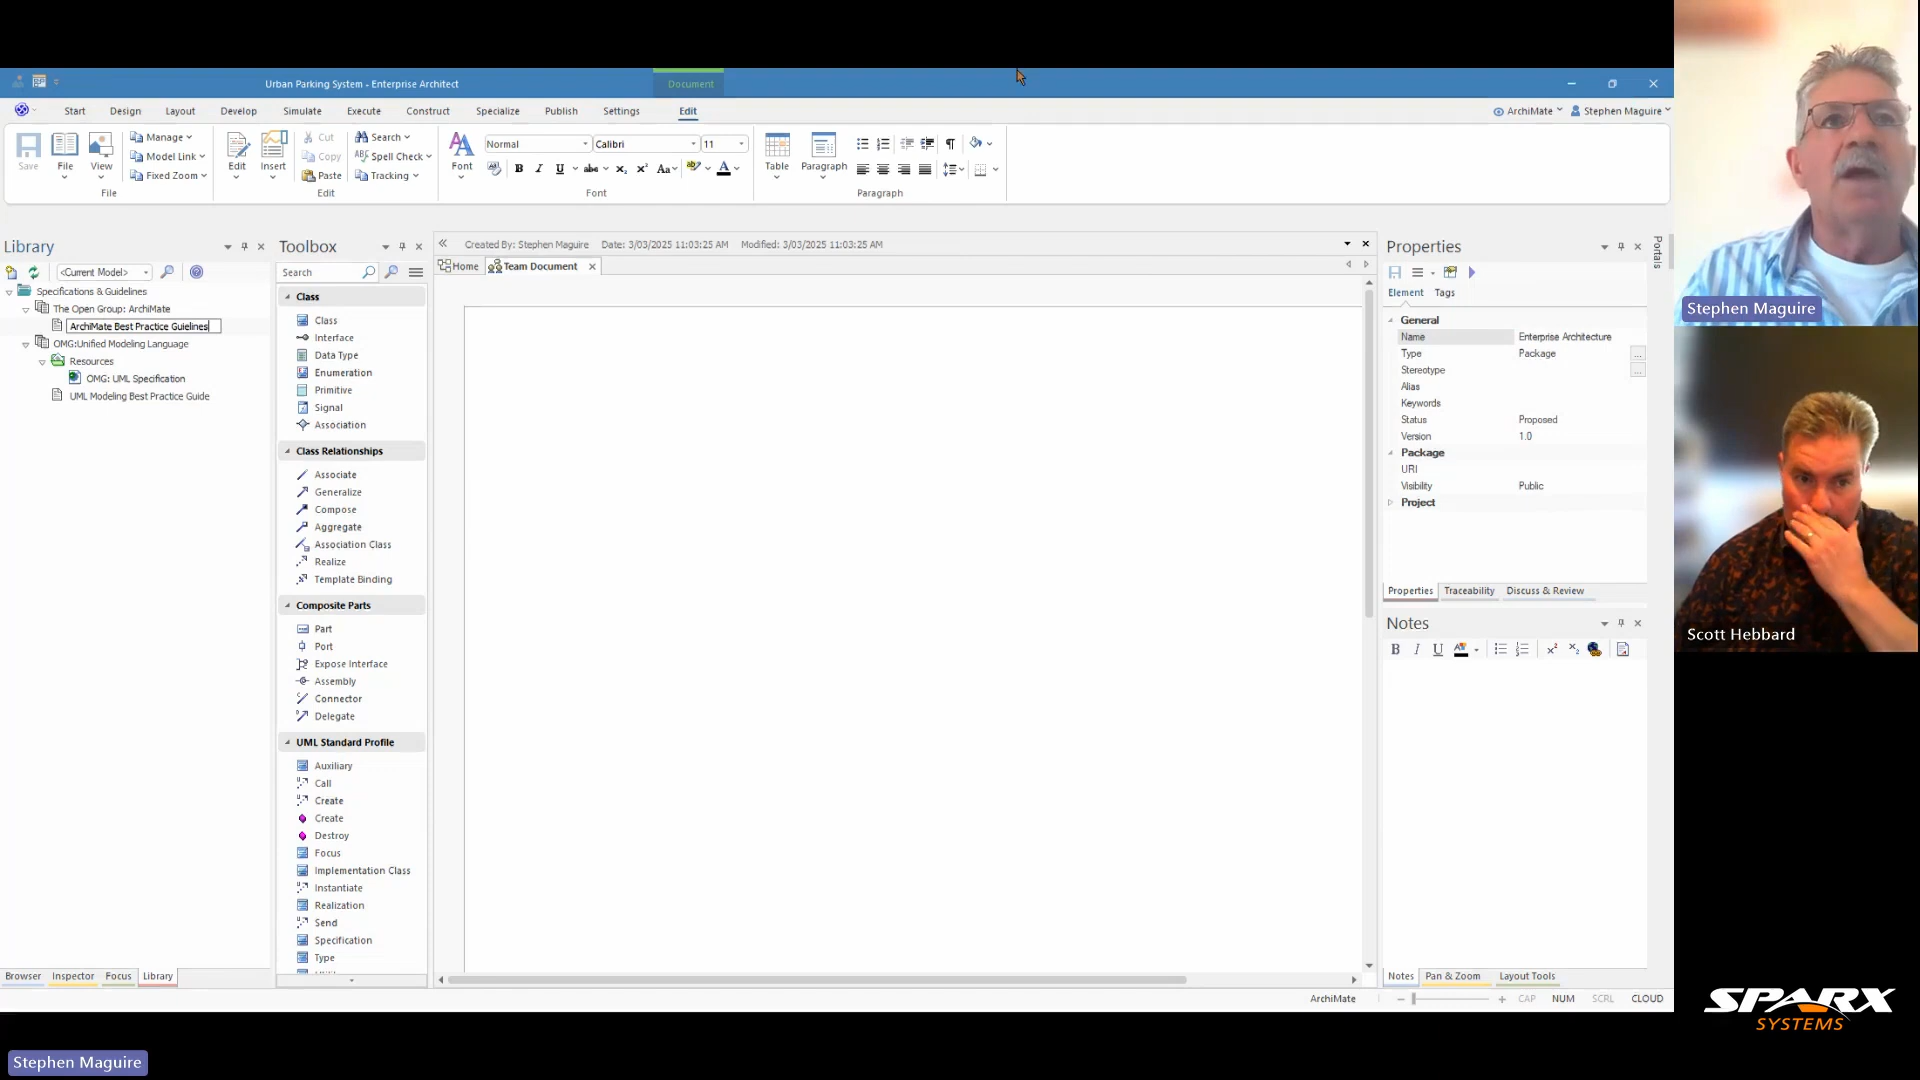 Urban Parking System - Enterprise Architect
Document
Start Design Layout Develop Simulate Execute Construct Specialize Publish Settings Edit
ArchiMate Stephen Maguire
Save File View Manage Model Link Fixed Zoom
File
Edit Insert Cut Copy Paste Search Spell Check Tracking
Edit
Font Normal Calibri 11
B I U abc Aa A
Font
Table Paragraph
Paragraph
Library
<Current Model>
Specifications & Guidelines
The Open Group: ArchiMate
ArchiMate Best Practice Guielines
OMG:Unified Modeling Language
Resources
OMG: UML Specification
UML Modeling Best Practice Guide
Browser Inspector Focus Library
Toolbox
Search
Class
Class
Interface
Data Type
Enumeration
Primitive
Signal
Association
Class Relationships
Associate
Generalize
Compose
Aggregate
Association Class
Realize
Template Binding
Composite Parts
Part
Port
Expose Interface
Assembly
Connector
Delegate
UML Standard Profile
Auxiliary
Call
Create
Create
Destroy
Focus
Implementation Class
Instantiate
Realization
Send
Specification
Type
Created By: Stephen Maguire Date: 3/03/2025 11:03:25 AM Modified: 3/03/2025 11:03:25 AM
Home Team Document
Properties
Element Tags
General
Name Enterprise Architecture
Type Package
Stereotype
Alias
Keywords
Status Proposed
Version 1.0
Package
URI
Visibility Public
Project
Properties Traceability Discuss & Review
Notes
B I U
Notes Pan & Zoom Layout Tools
Portals
ArchiMate CAP NUM SCRL CLOUD
Stephen Maguire
Scott Hebbard
SPARX
SYSTEMS
Stephen Maguire